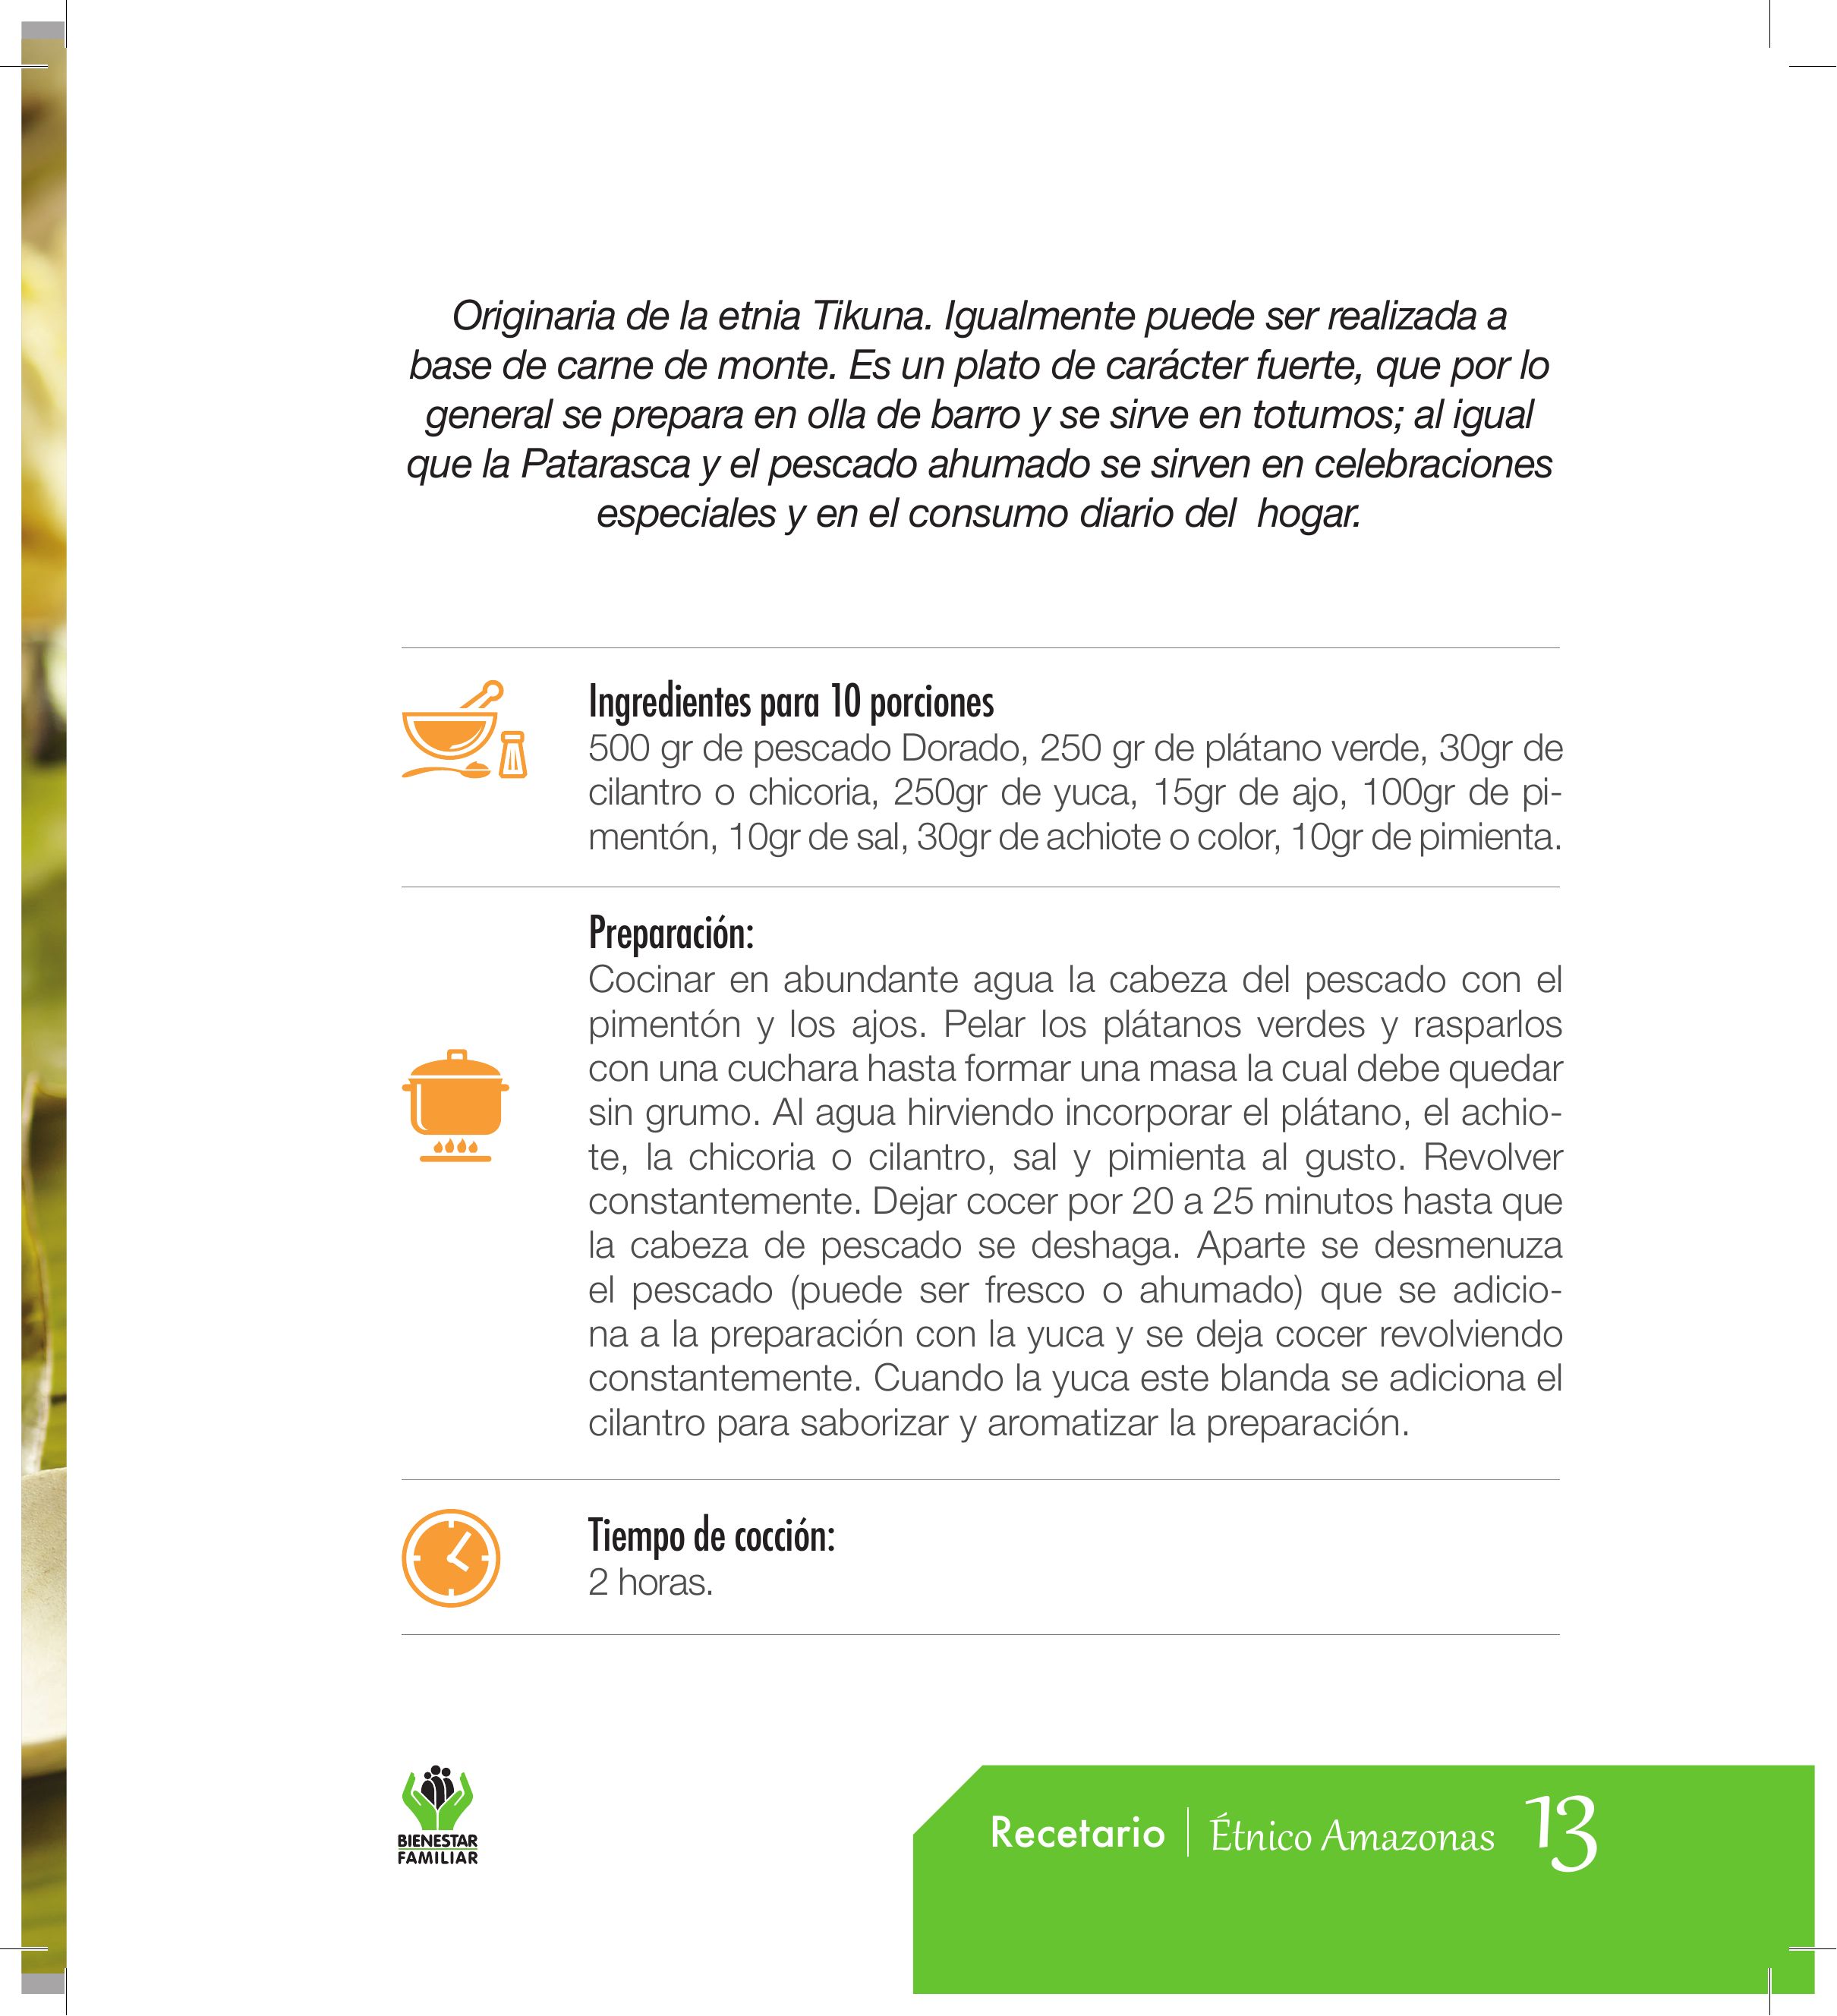 Originaria de la etnia Tikuna. Igualmente puede ser realizada a
base de carne de monte. Es un plato de carácter fuerte, que por lo
general se prepara en olla de barro y se sirve en totumos; al igual
que la Patarasca y el pescado ahumado se sirven en celebraciones
especiales y en el consumo diario del  hogar.
Ingredientes para 10 porciones
500 gr de pescado Dorado, 250 gr de plátano verde, 30gr de
cilantro o chicoria, 250gr de yuca, 15gr de ajo, 100gr de pi-
mentón, 10gr de sal, 30gr de achiote o color, 10gr de pimienta.
Preparación:
Cocinar en abundante agua la cabeza del pescado con el
pimentón y los ajos. Pelar los plátanos verdes y rasparlos
con una cuchara hasta formar una masa la cual debe quedar
sin grumo. Al agua hirviendo incorporar el plátano, el achio-
te, la chicoria o cilantro, sal y pimienta al gusto. Revolver
constantemente. Dejar cocer por 20 a 25 minutos hasta que
la cabeza de pescado se deshaga. Aparte se desmenuza
el pescado (puede ser fresco o ahumado) que se adicio-
na a la preparación con la yuca y se deja cocer revolviendo
constantemente. Cuando la yuca este blanda se adiciona el
cilantro para saborizar y aromatizar la preparación.
Tiempo de cocción:
2 horas.
BIENESTAR
FAMILIAR
Recetario | Étnico Amazonas 13